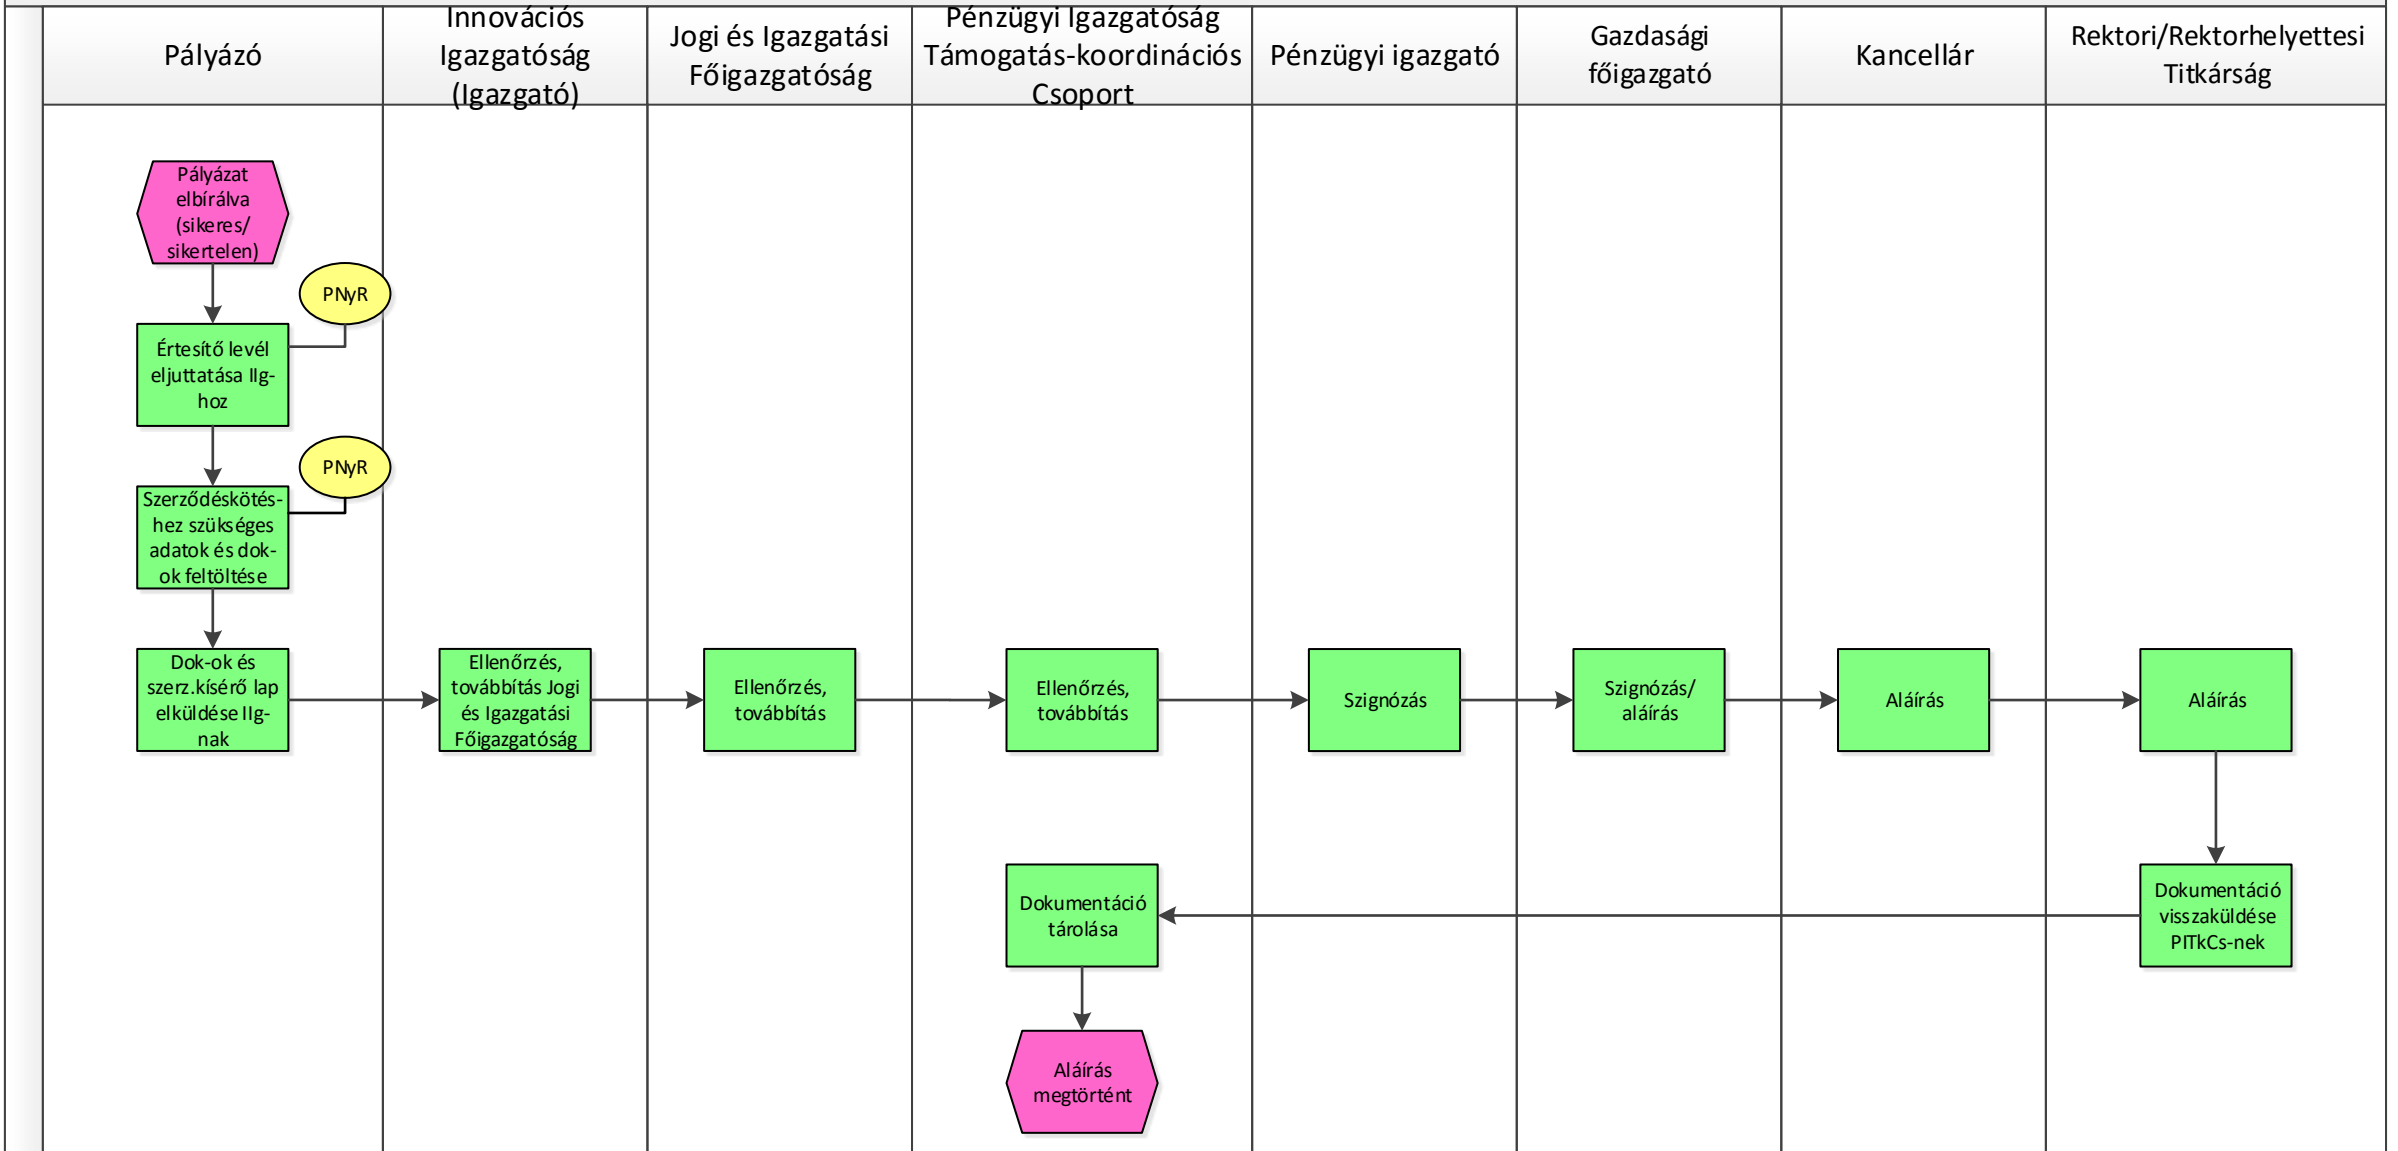 Pályázó
Innovációs
Igazgatóság
(Igazgató)
Jogi és Igazgatási
Főigazgatóság
Pénzügyi Igazgatóság
Támogatás-koordinációs
Csoport
Pénzügyi igazgató
Gazdasági
főigazgató
Kancellár
Rektori/Rektorhelyettesi
Titkárság
Pályázat
elbírálva
(sikeres/
sikertelen)
PNyR
Értesítő levél
eljuttatása IIg-
hoz
PNyR
Szerződéskötés-
hez szükséges
adatok és dok-
ok feltöltése
Dok-ok és
szerz.kísérő lap
elküldése IIg-
nak
Ellenőrzés,
továbbítás Jogi
és Igazgatási
Főigazgatóság
Ellenőrzés,
továbbítás
Ellenőrzés,
továbbítás
Szignózás
Szignózás/
aláírás
Aláírás
Aláírás
Dokumentáció
tárolása
Dokumentáció
visszaküldése
PITkCs-nek
Aláírás
megtörtént